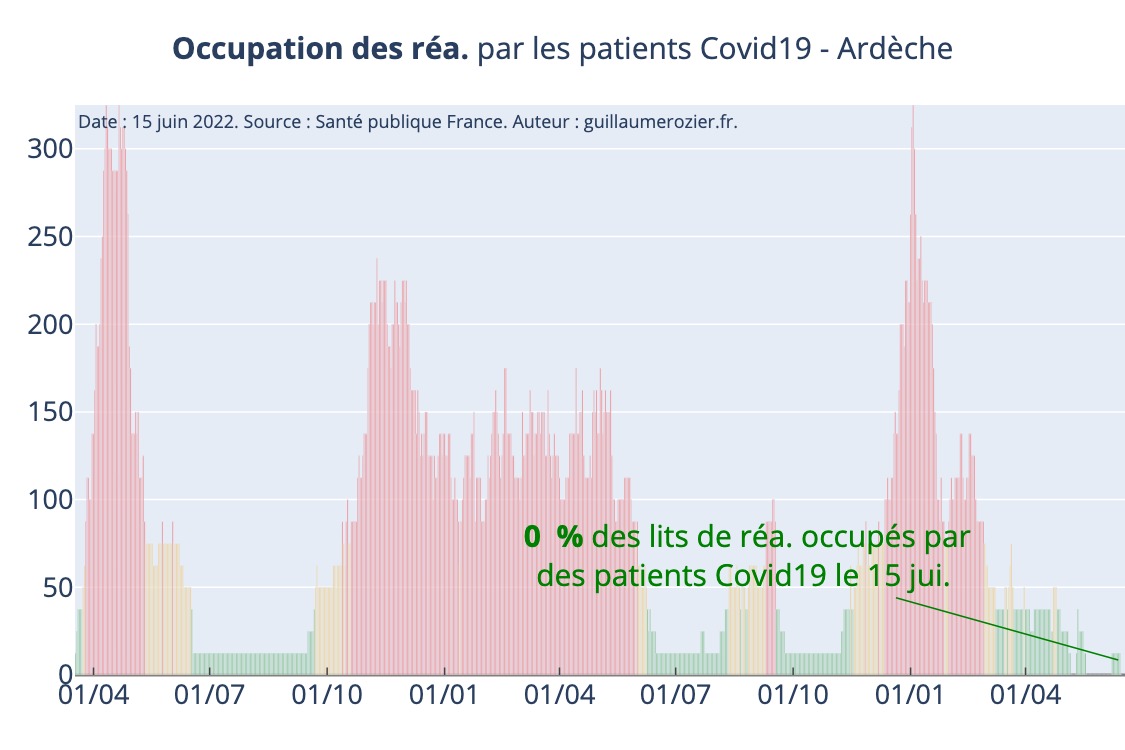 Occupation des réa. par les patients Covid19 - Ardèche
Date : 15 juin 2022. Source : Santé publique France. Auteur : guillaumerozier.fr.
300
250
200
150
100
50
0
0 % des lits de réa. occupés par
des patients Covid19 le 15 jui.
01/04 01/07 01/10 01/01 01/04 01/07 01/10 01/01 01/04